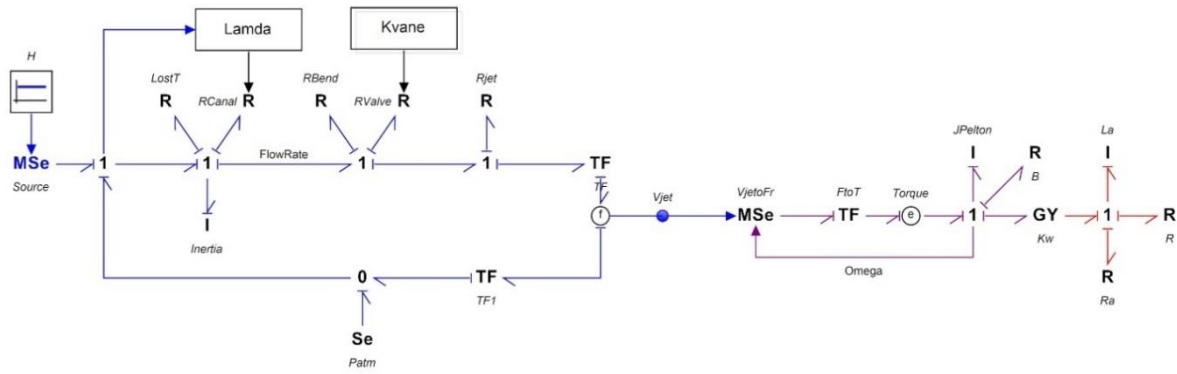 Lamda
Kvane
H
LostT
RBend
Rjet
R
RCanal R
R
RValve R
R
JPelton
La
I
R
B
I
MSe
1
1
FlowRate
1
1
TF
TF
Source
I
Inertia
f
Vjet
VjetoFr
MSe
FtoT
TF
Torque
e
1
GY
Kw
1
R
R
Omega
R
Ra
0
TF
TF1
Se
Patm